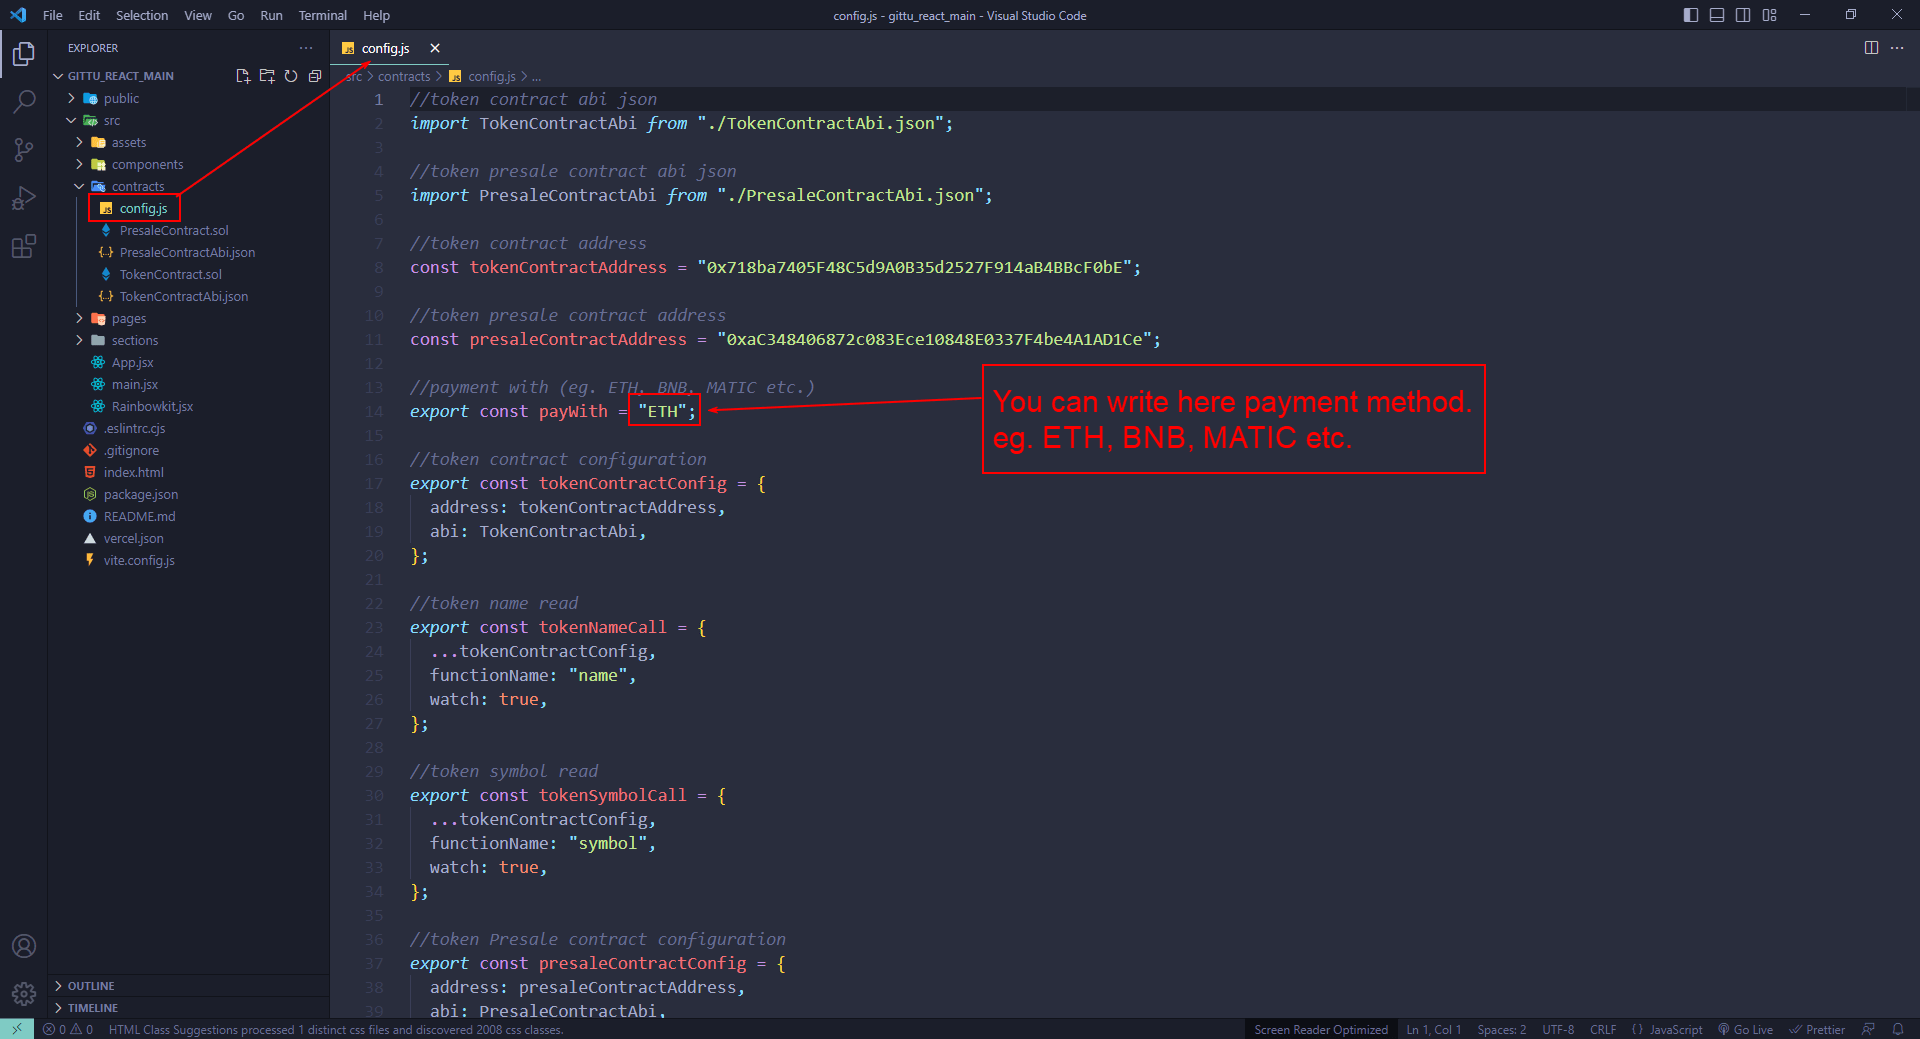 File Edit Selection View Go Run Terminal Help
config.js - gittu_react_main - Visual Studio Code
EXPLORER
GITTU_REACT_MAIN
public
src
assets
components
contracts
config.js
PresaleContract.sol
PresaleContractAbi.json
TokenContract.sol
TokenContractAbi.json
pages
sections
App.jsx
main.jsx
Rainbowkit.jsx
.eslintrc.cjs
.gitignore
index.html
package.json
README.md
vercel.json
vite.config.js
OUTLINE
TIMELINE
config.js
src > contracts > config.js > ...
1 //token contract abi json
2 import TokenContractAbi from "./TokenContractAbi.json";
3
4 //token presale contract abi json
5 import PresaleContractAbi from "./PresaleContractAbi.json";
6
7 //token contract address
8 const tokenContractAddress = "0x718ba7405F48C5d9A0B35d2527F914aB4BBcF0bE";
9
10 //token presale contract address
11 const presaleContractAddress = "0xaC348406872c083Ece10848E0337F4be4A1AD1Ce";
12
13 //payment with (eg. ETH, BNB, MATIC etc.)
14 export const payWith = "ETH";
You can write here payment method.
eg. ETH, BNB, MATIC etc.
15
16 //token contract configuration
17 export const tokenContractConfig = {
18 address: tokenContractAddress,
19 abi: TokenContractAbi,
20 };
21
22 //token name read
23 export const tokenNameCall = {
24 ...tokenContractConfig,
25 functionName: "name",
26 watch: true,
27 };
28
29 //token symbol read
30 export const tokenSymbolCall = {
31 ...tokenContractConfig,
32 functionName: "symbol",
33 watch: true,
34 };
35
36 //token Presale contract configuration
37 export const presaleContractConfig = {
38 address: presaleContractAddress,
39 abi: PresaleContractAbi,
0 0 HTML Class Suggestions processed 1 distinct css files and discovered 2008 css classes.
Screen Reader Optimized Ln 1, Col 1 Spaces: 2 UTF-8 CRLF {} JavaScript Go Live Prettier